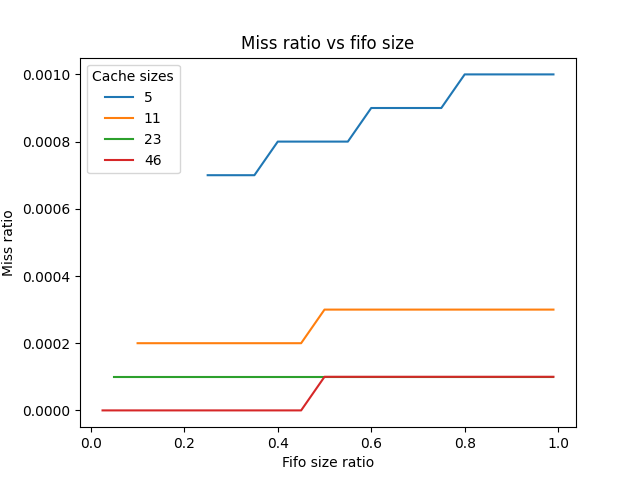 Miss ratio vs fifo size
Cache sizes
5
11
23
46
Miss ratio
0.0010
0.0008
0.0006
0.0004
0.0002
0.0000
0.0 0.2 0.4 0.6 0.8 1.0
Fifo size ratio